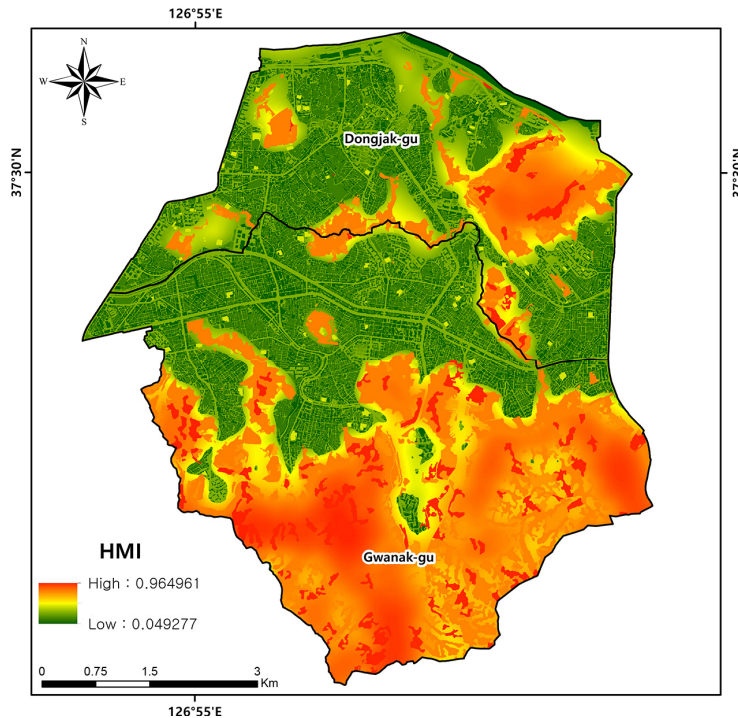 126°55'E
N
W E
S
37°30'N
37°30'N
Dongjak-gu
Gwanak-gu
HMI
High : 0.964961
Low : 0.049277
0 0.75 1.5 3
Km
126°55'E